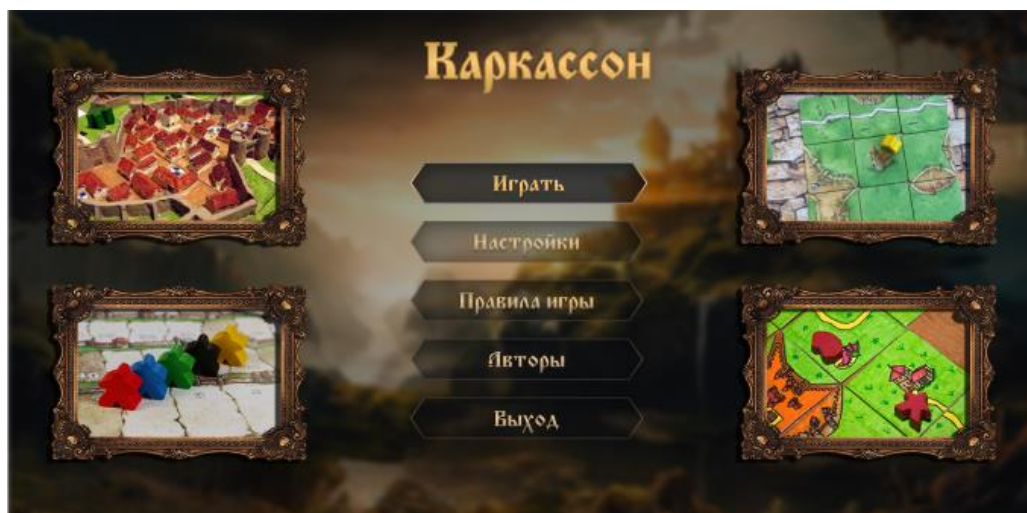 Каркассон
Играть
Настройки
Правила игры
Авторы
Выход